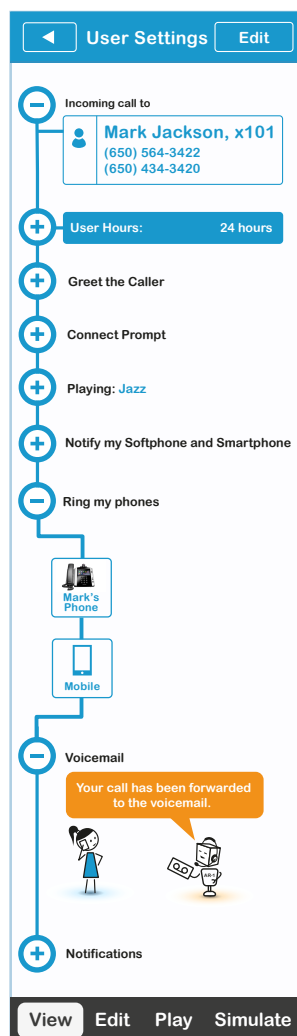 User Settings
Edit
Incoming call to
Mark Jackson, x101
(650) 564-3422
(650) 434-3420
User Hours: 24 hours
Greet the Caller
Connect Prompt
Playing: Jazz
Notify my Softphone and Smartphone
Ring my phones
Mark's
Phone
Mobile
Voicemail
Your call has been forwarded
to the voicemail.
AR-1
Notifications
View Edit Play Simulate